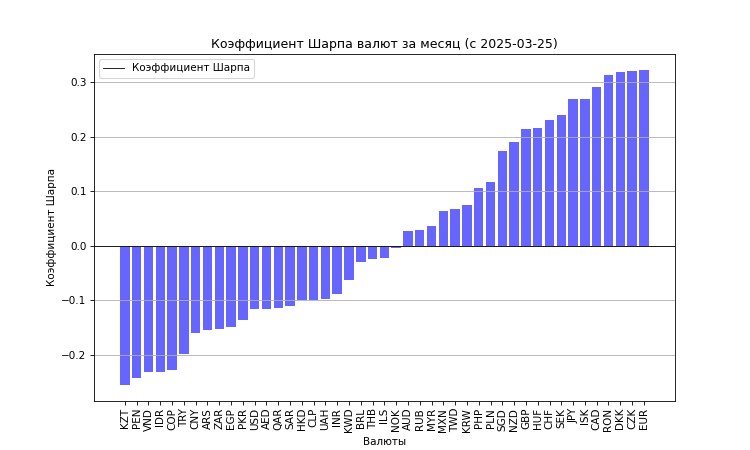 Коэффициент Шарпа валют за месяц (с 2025-03-25)
Коэффициент Шарпа
0.3
0.2
0.1
0.0
−0.1
−0.2
Коэффициент Шарпа
KZT
PEN
VND
IDR
COP
TRY
CNY
ARS
ZAR
EGP
PKR
USD
AED
QAR
SAR
HKD
CLP
UAH
INR
KWD
BRL
THB
ILS
NOK
AUD
RUB
MYR
MXN
TWD
KRW
PHP
PLN
SGD
NZD
GBP
HUF
CHF
SEK
JPY
ISK
CAD
RON
DKK
CZK
EUR
Валюты